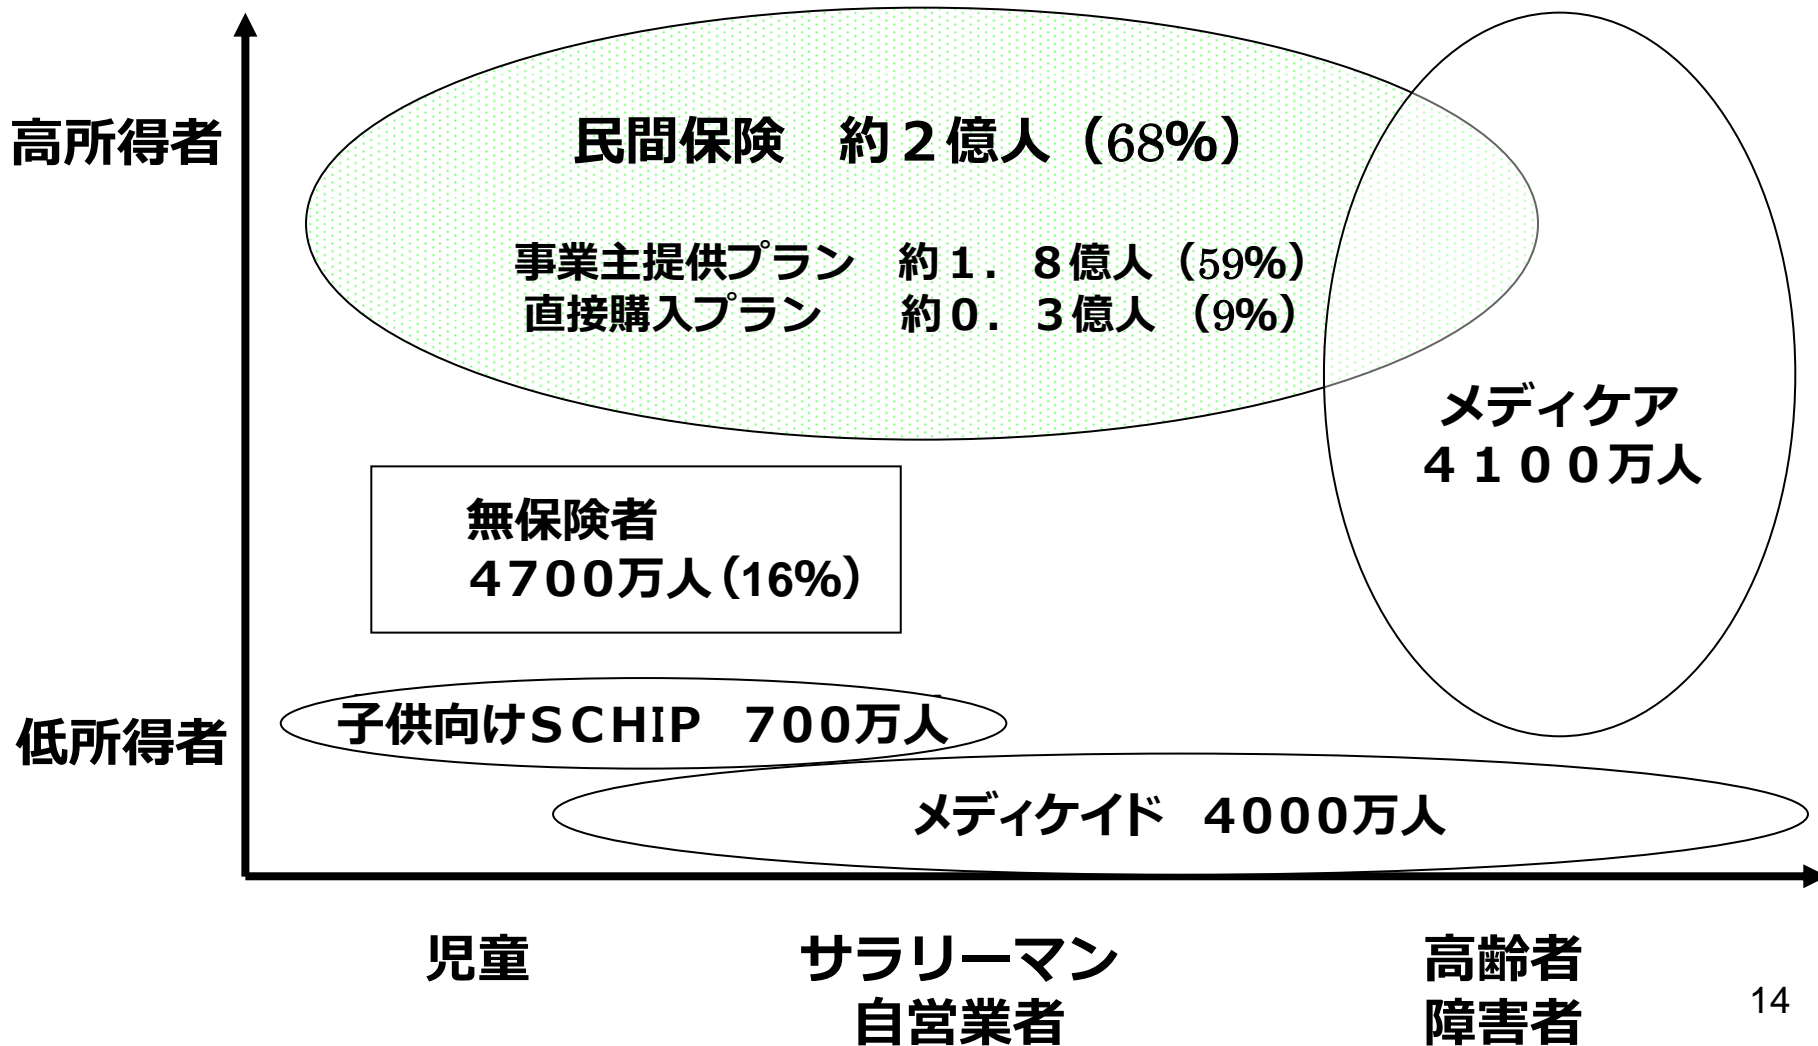 高所得者
民間保険　約２億人（68%）
事業主提供プラン　約１．８億人（59%）
直接購入プラン　　約０．３億人（9%）
メディケア
４１００万人
無保険者
４７００万人（16%）
低所得者
子供向けＳＣＨＩＰ　７００万人
メディケイド　４０００万人
児童
サラリーマン
自営業者
高齢者
障害者
14